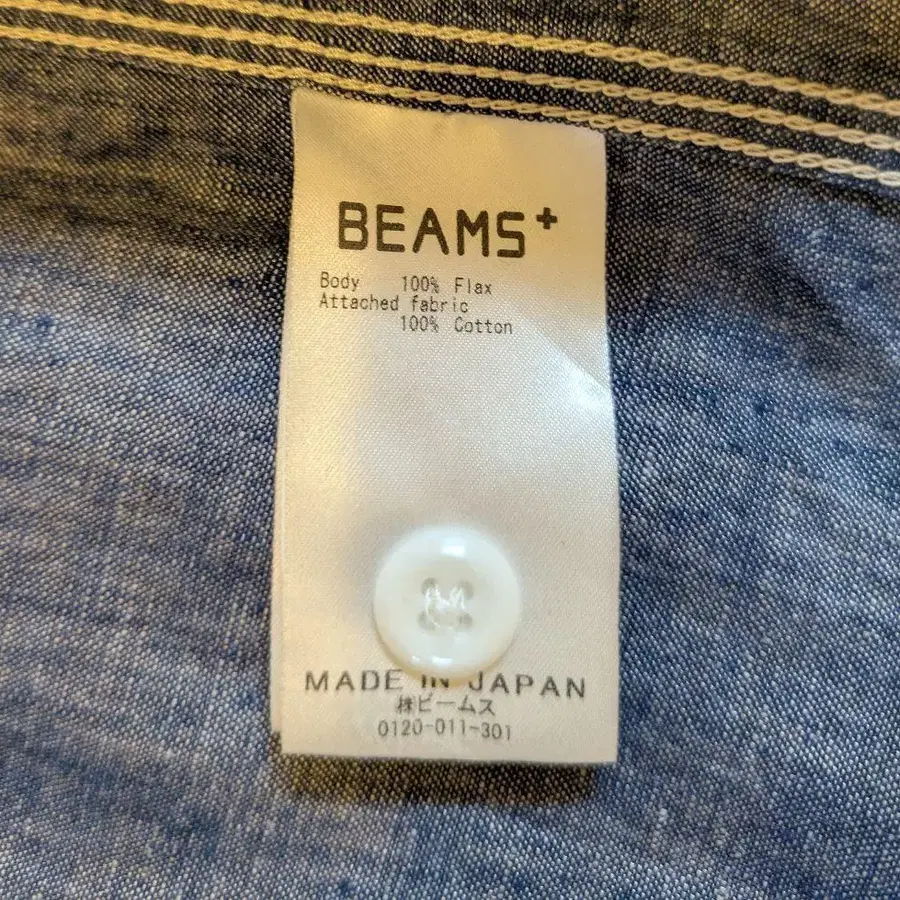 BEAMS+
Body 100% Flax
Attached fabric
100% Cotton
MADE IN JAPAN
㈱ビームス
0120-011-301